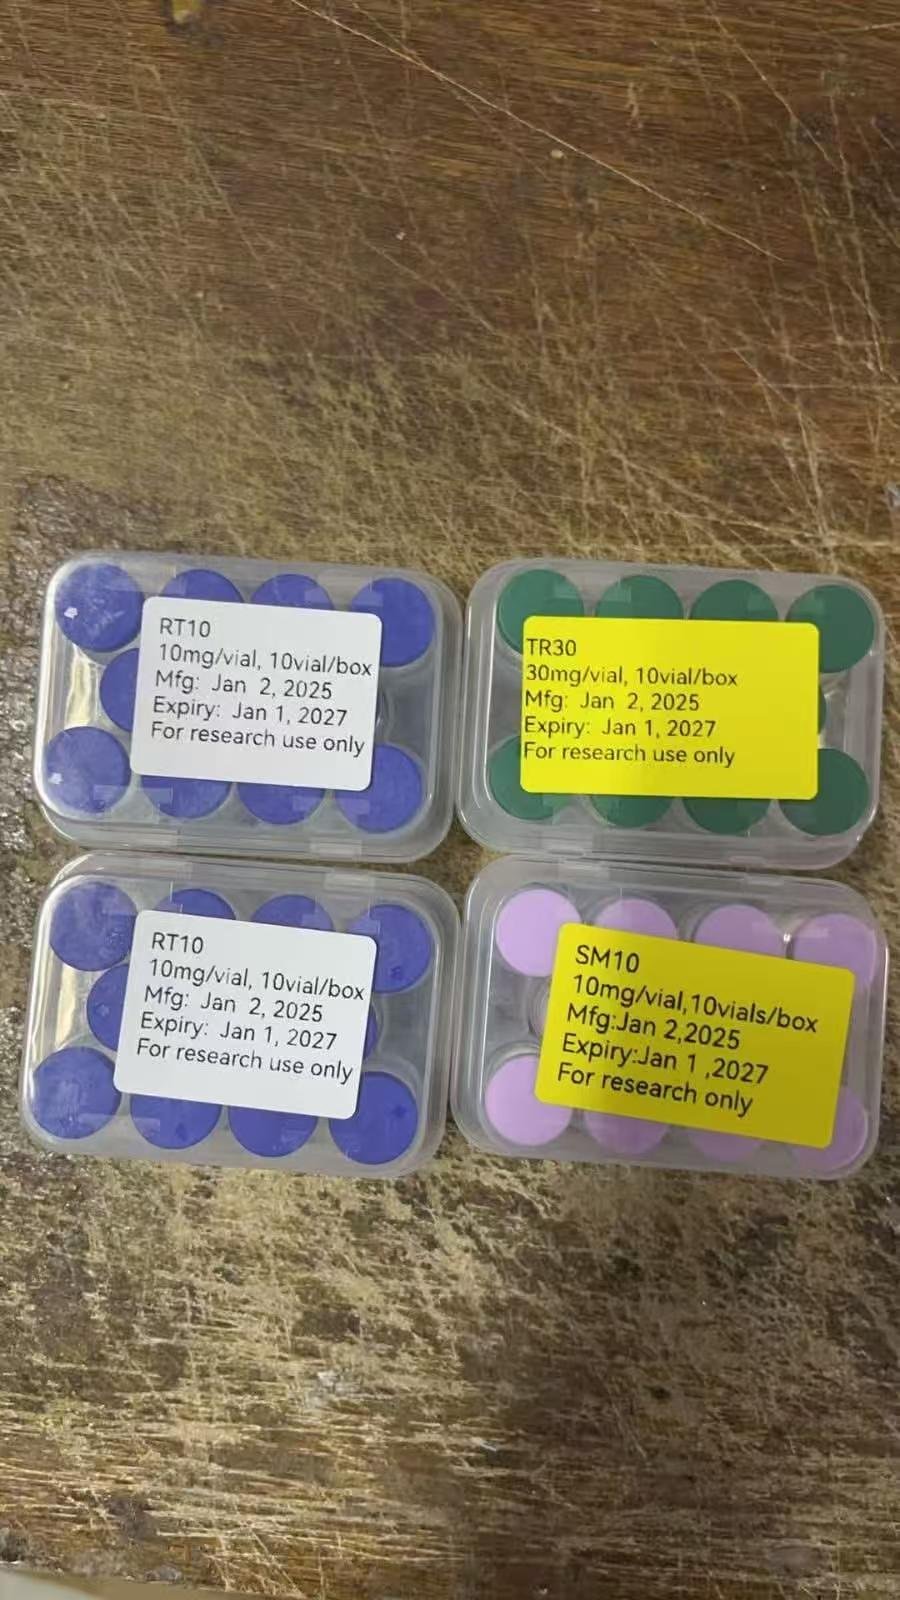 RT10
10mg/vial, 10vial/box
Mfg: Jan 2, 2025
Expiry: Jan 1, 2027
For research use only
TR30
30mg/vial, 10vial/box
Mfg: Jan 2, 2025
Expiry: Jan 1, 2027
For research use only
RT10
10mg/vial, 10vial/box
Mfg: Jan 2, 2025
Expiry: Jan 1, 2027
For research use only
SM10
10mg/vial,10vials/box
Mfg:Jan 2,2025
Expiry:Jan 1 ,2027
For research only